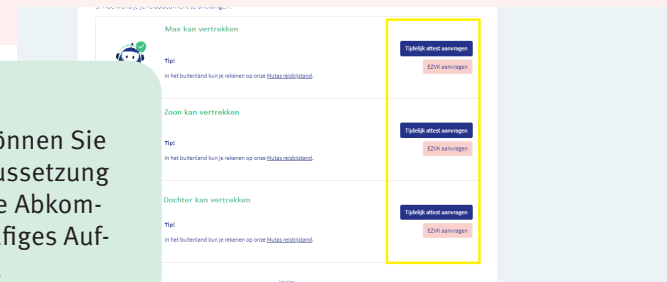 Max kan vertrekken
Tijdelijk attest aanvragen
Tip!
EZVK aanvragen
In het buitenland kun je rekenen op onze Mutas reisbijstand.
Zoon kan vertrekken
Tijdelijk attest aanvragen
Tip!
EZVK aanvragen
In het buitenland kun je rekenen op onze Mutas reisbijstand.
Dochter kan vertrekken
Tijdelijk attest aanvragen
Tip!
EZVK aanvragen
In het buitenland kun je rekenen op onze Mutas reisbijstand.
önnen Sie
ussetzung
e Abkom-
figes Auf-